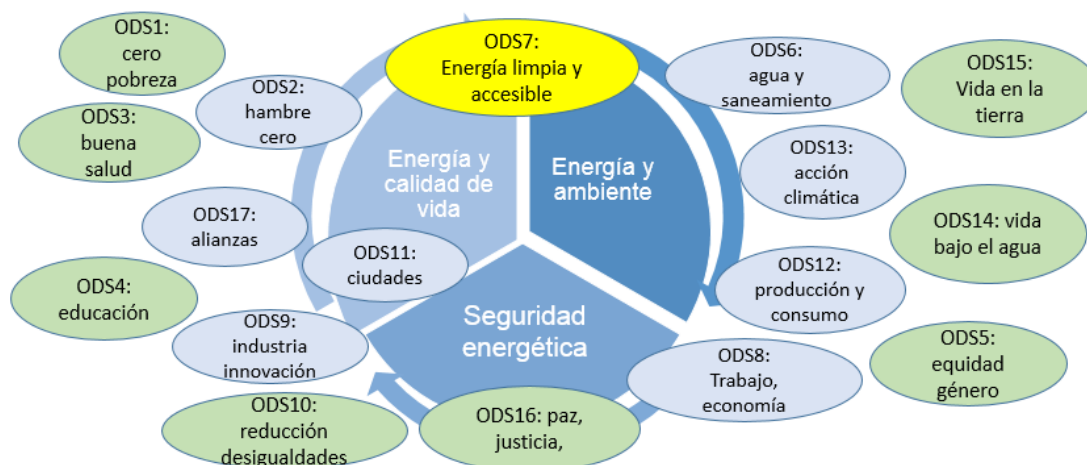 ODS1:
cero
pobreza
ODS2:
hambre
cero
ODS3:
buena
salud
ODS17:
alianzas
ODS11:
ciudades
ODS4:
educación
ODS9:
industria
innovación
ODS10:
reducción
desigualdades
ODS7:
Energía limpia y
accesible
Energía y
calidad de
vida
Energía y
ambiente
Seguridad
energética
ODS16: paz,
justicia,
ODS6:
agua y
saneamiento
ODS15:
Vida en la
tierra
ODS13:
acción
climática
ODS14: vida
bajo el agua
ODS12:
producción y
consumo
ODS8:
Trabajo,
economía
ODS5:
equidad
género